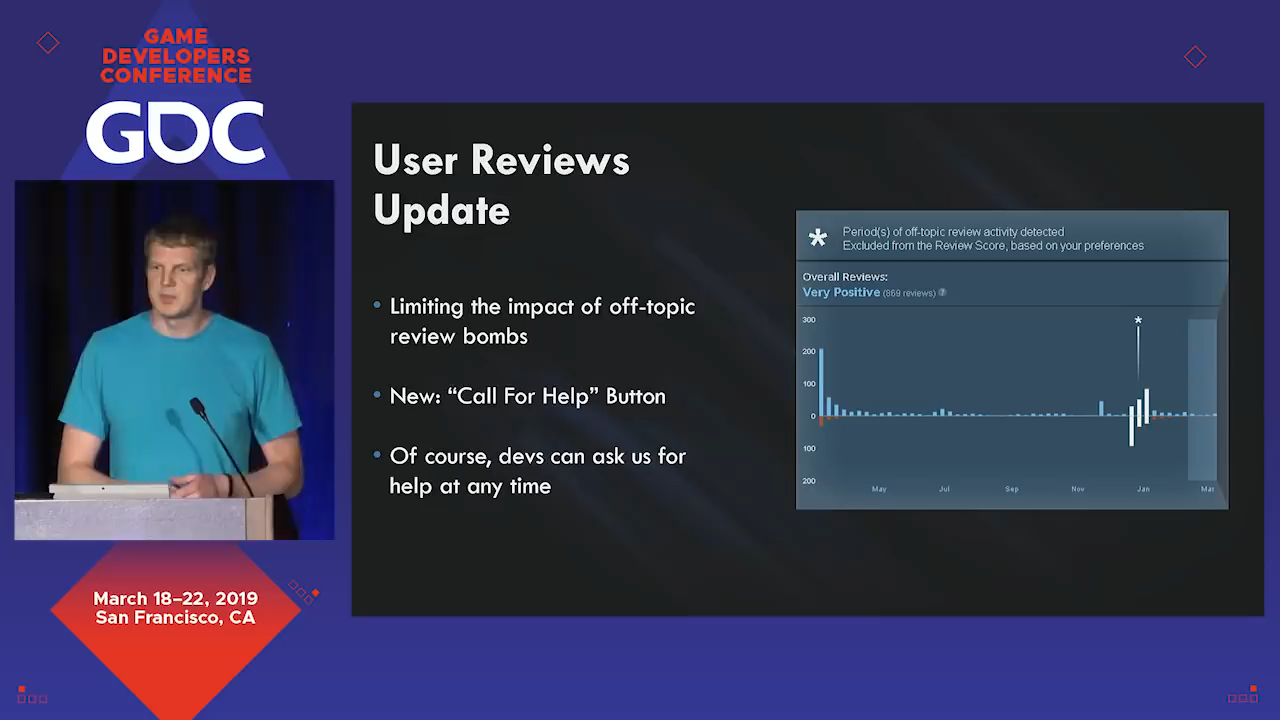 GAME
DEVELOPERS
CONFERENCE
GDC
User Reviews
Update
• Limiting the impact of off-topic
review bombs
• New: “Call For Help” Button
• Of course, devs can ask us for
help at any time
* Period(s) of off-topic review activity detected
Excluded from the Review Score, based on your preferences
Overall Reviews:
Very Positive (869 reviews) ?
300
*
200
100
0
100
200
May Jul Sep Nov Jan Mar
March 18–22, 2019
San Francisco, CA